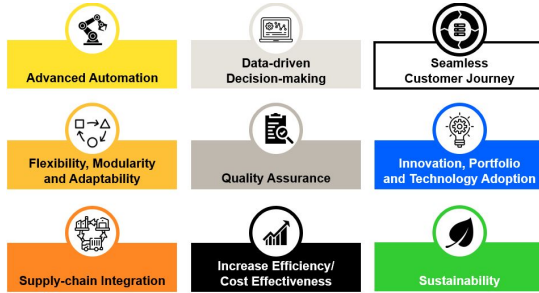 Advanced Automation
Data-driven
Decision-making
Seamless
Customer Journey
Flexibility, Modularity
and Adaptability
Quality Assurance
Innovation, Portfolio
and Technology Adoption
Supply-chain Integration
Increase Efficiency/
Cost Effectiveness
Sustainability